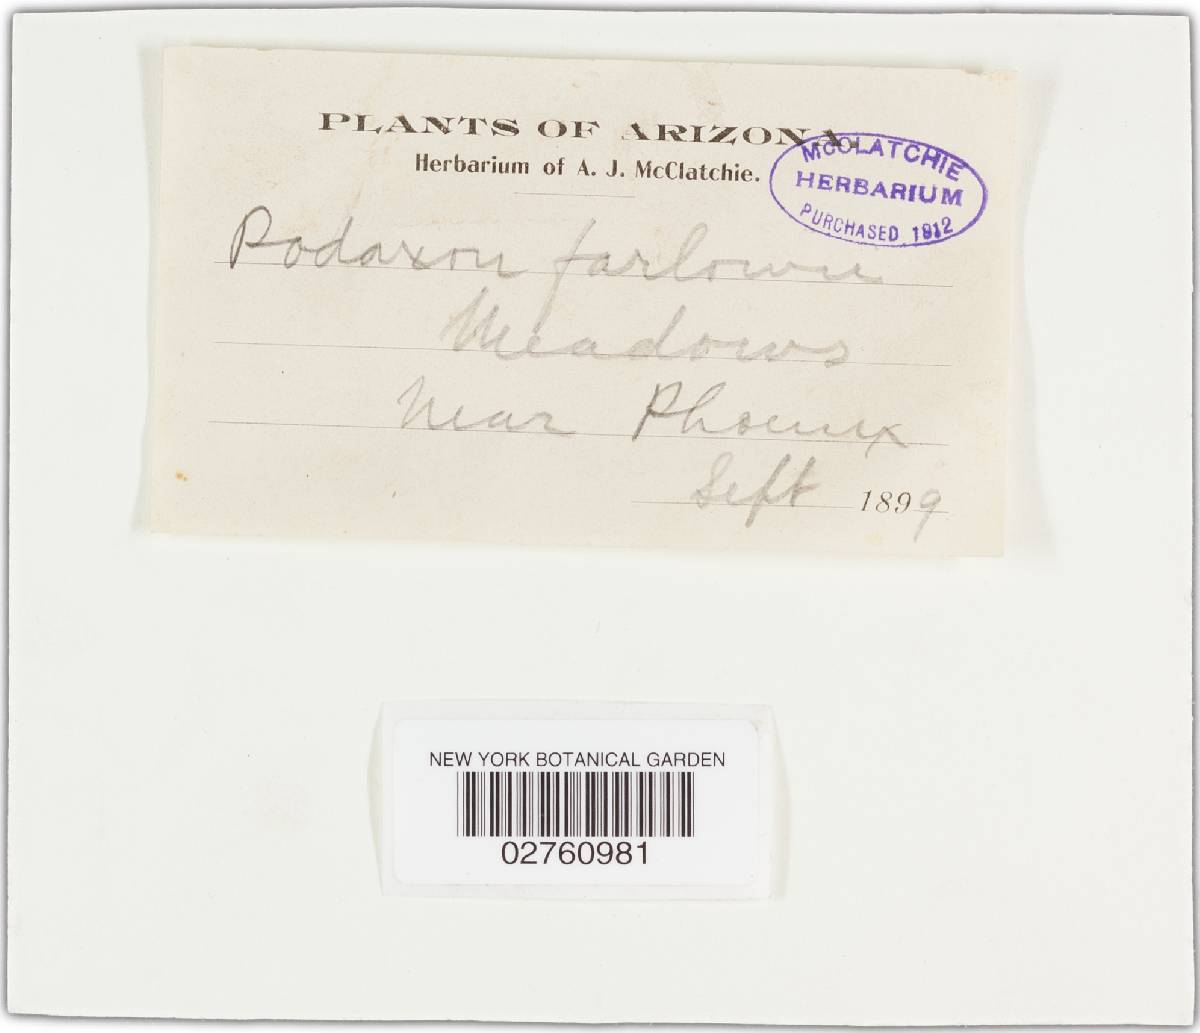 PLANTS OF ARIZONA.
Herbarium of A. J. McClatchie.
MCCLATCHIE
HERBARIUM
PURCHASED 1912
Podaxon farlowii
Meadows
Near Phoenix
Sept 1899
NEW YORK BOTANICAL GARDEN
02760981